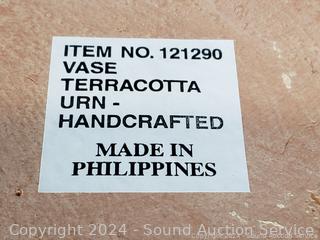 ITEM NO. 121290
VASE
TERRACOTTA
URN -
HANDCRAFTED
MADE IN
PHILIPPINES
Copyright 2024 - Sound Auction Service